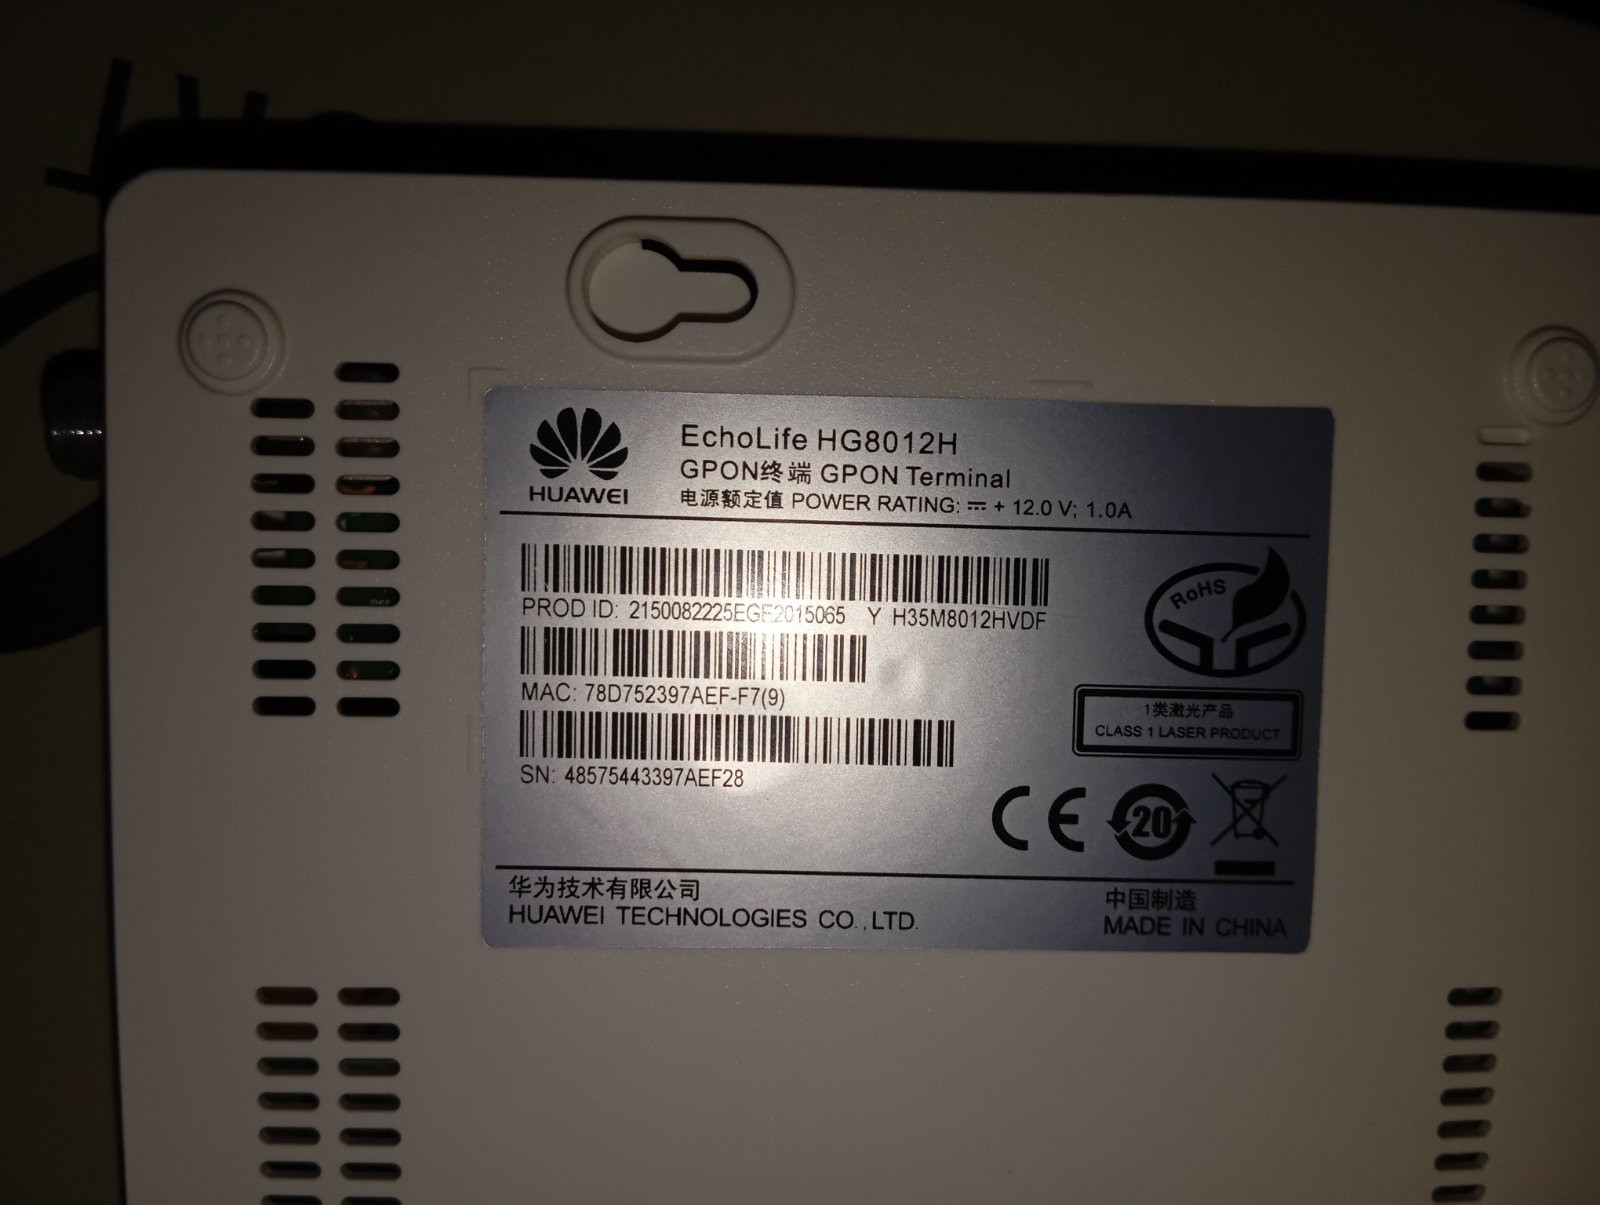 EchoLife HG8012H
GPON终端 GPON Terminal
HUAWEI
电源额定值 POWER RATING: ⎓ + 12.0 V; 1.0A
PROD ID: 2150082225EGE2015065 Y H35M8012HVDF
RoHS
MAC: 78D752397AEF-F7(9)
1类激光产品
CLASS 1 LASER PRODUCT
SN: 48575443397AEF28
CE
20
华为技术有限公司
HUAWEI TECHNOLOGIES CO.,LTD.
中国制造
MADE IN CHINA